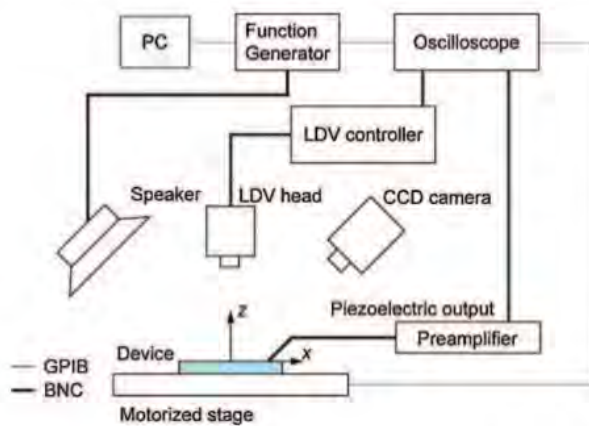 PC
Function
Generator
Oscilloscope
LDV controller
Speaker
LDV head
CCD camera
z
Piezoelectric output
Preamplifier
Device
x
GPIB
BNC
Motorized stage